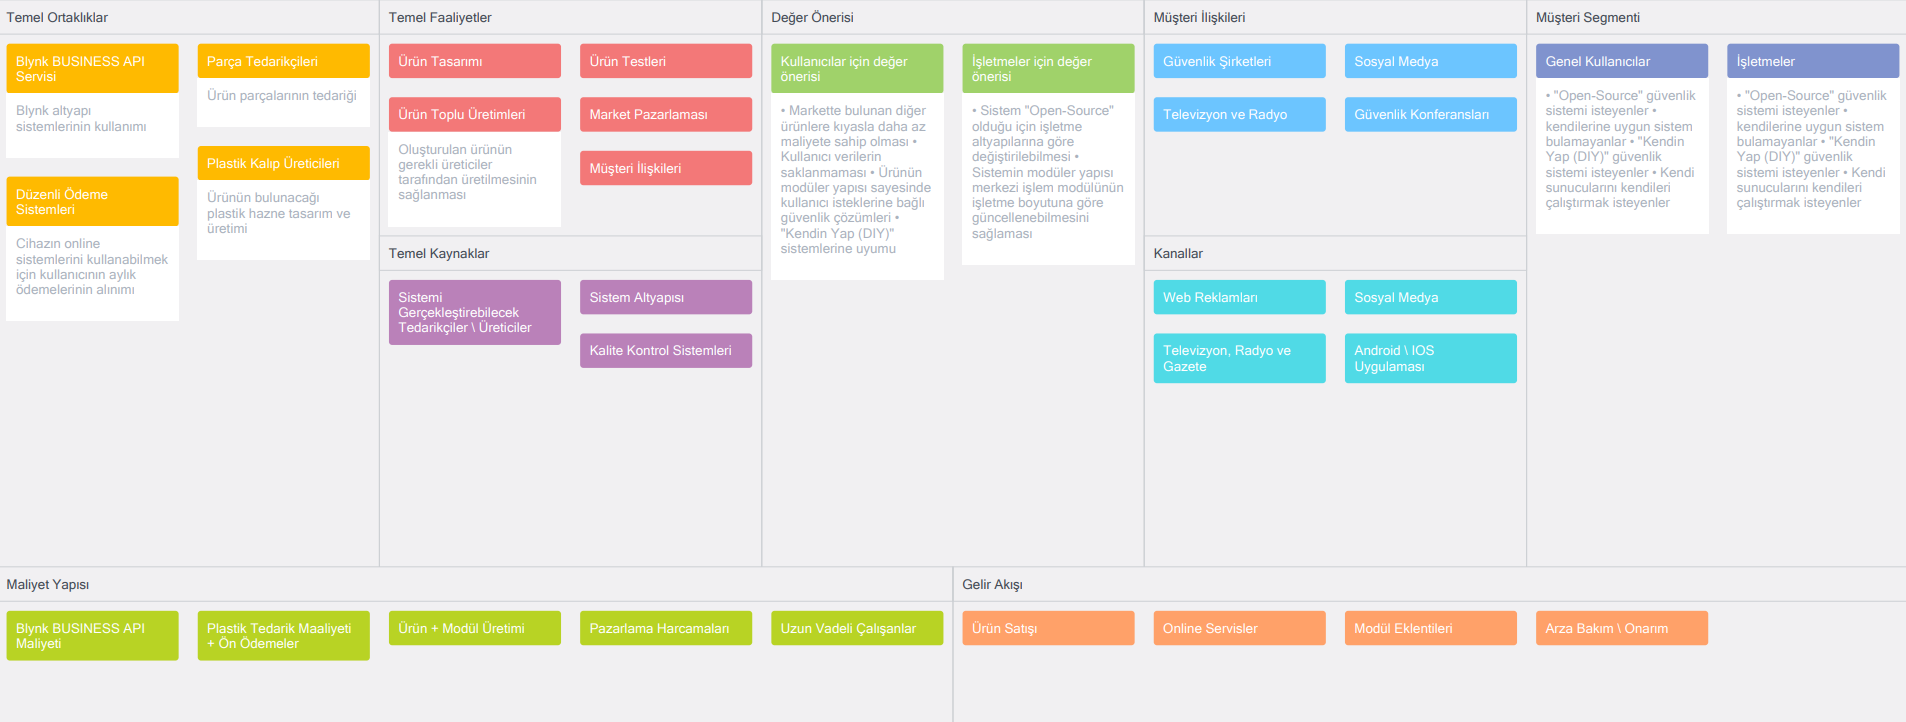 Temel Ortaklıklar
Blynk BUSINESS API
Servisi
Blynk altyapı
sistemlerinin kullanımı
Düzenli Ödeme
Sistemleri
Cihazın online
sistemlerini kullanabilmek
için kullanıcının aylık
ödemelerinin alınımı
Parça Tedarikçileri
Ürün parçalarının tedariği
Plastik Kalıp Üreticileri
Ürünün bulunacağı
plastik hazne tasarım ve
üretimi
Temel Faaliyetler
Ürün Tasarımı
Ürün Toplu Üretimleri
Oluşturulan ürünün
gerekli üreticiler
tarafından üretilmesinin
sağlanması
Ürün Testleri
Market Pazarlaması
Müşteri İlişkileri
Temel Kaynaklar
Sistemi
Gerçekleştirebilecek
Tedarikçiler \ Üreticiler
Sistem Altyapısı
Kalite Kontrol Sistemleri
Değer Önerisi
Kullanıcılar için değer
önerisi
• Markette bulunan diğer
ürünlere kıyasla daha az
maliyete sahip olması •
Kullanıcı verilerin
saklanmaması • Ürünün
modüler yapısı sayesinde
kullanıcı isteklerine bağlı
güvenlik çözümleri •
"Kendin Yap (DIY)"
sistemlerine uyumu
İşletmeler için değer
önerisi
• Sistem "Open-Source"
olduğu için işletme
altyapılarına göre
değiştirilebilmesi •
Sistemin modüler yapısı
merkezi işlem modülünün
işletme boyutuna göre
güncellenebilmesini
sağlaması
Müşteri İlişkileri
Güvenlik Şirketleri
Sosyal Medya
Televizyon ve Radyo
Güvenlik Konferansları
Kanallar
Web Reklamları
Sosyal Medya
Televizyon, Radyo ve
Gazete
Android \ IOS
Uygulaması
Müşteri Segmenti
Genel Kullanıcılar
• "Open-Source" güvenlik
sistemi isteyenler •
kendilerine uygun sistem
bulamayanlar • "Kendin
Yap (DIY)" güvenlik
sistemi isteyenler • Kendi
sunucularını kendileri
çalıştırmak isteyenler
İşletmeler
• "Open-Source" güvenlik
sistemi isteyenler •
kendilerine uygun sistem
bulamayanlar • "Kendin
Yap (DIY)" güvenlik
sistemi isteyenler • Kendi
sunucularını kendileri
çalıştırmak isteyenler
Maliyet Yapısı
Blynk BUSINESS API
Maliyeti
Plastik Tedarik Maaliyeti
+ Ön Ödemeler
Ürün + Modül Üretimi
Pazarlama Harcamaları
Uzun Vadeli Çalışanlar
Gelir Akışı
Ürün Satışı
Online Servisler
Modül Eklentileri
Arza Bakım \ Onarım